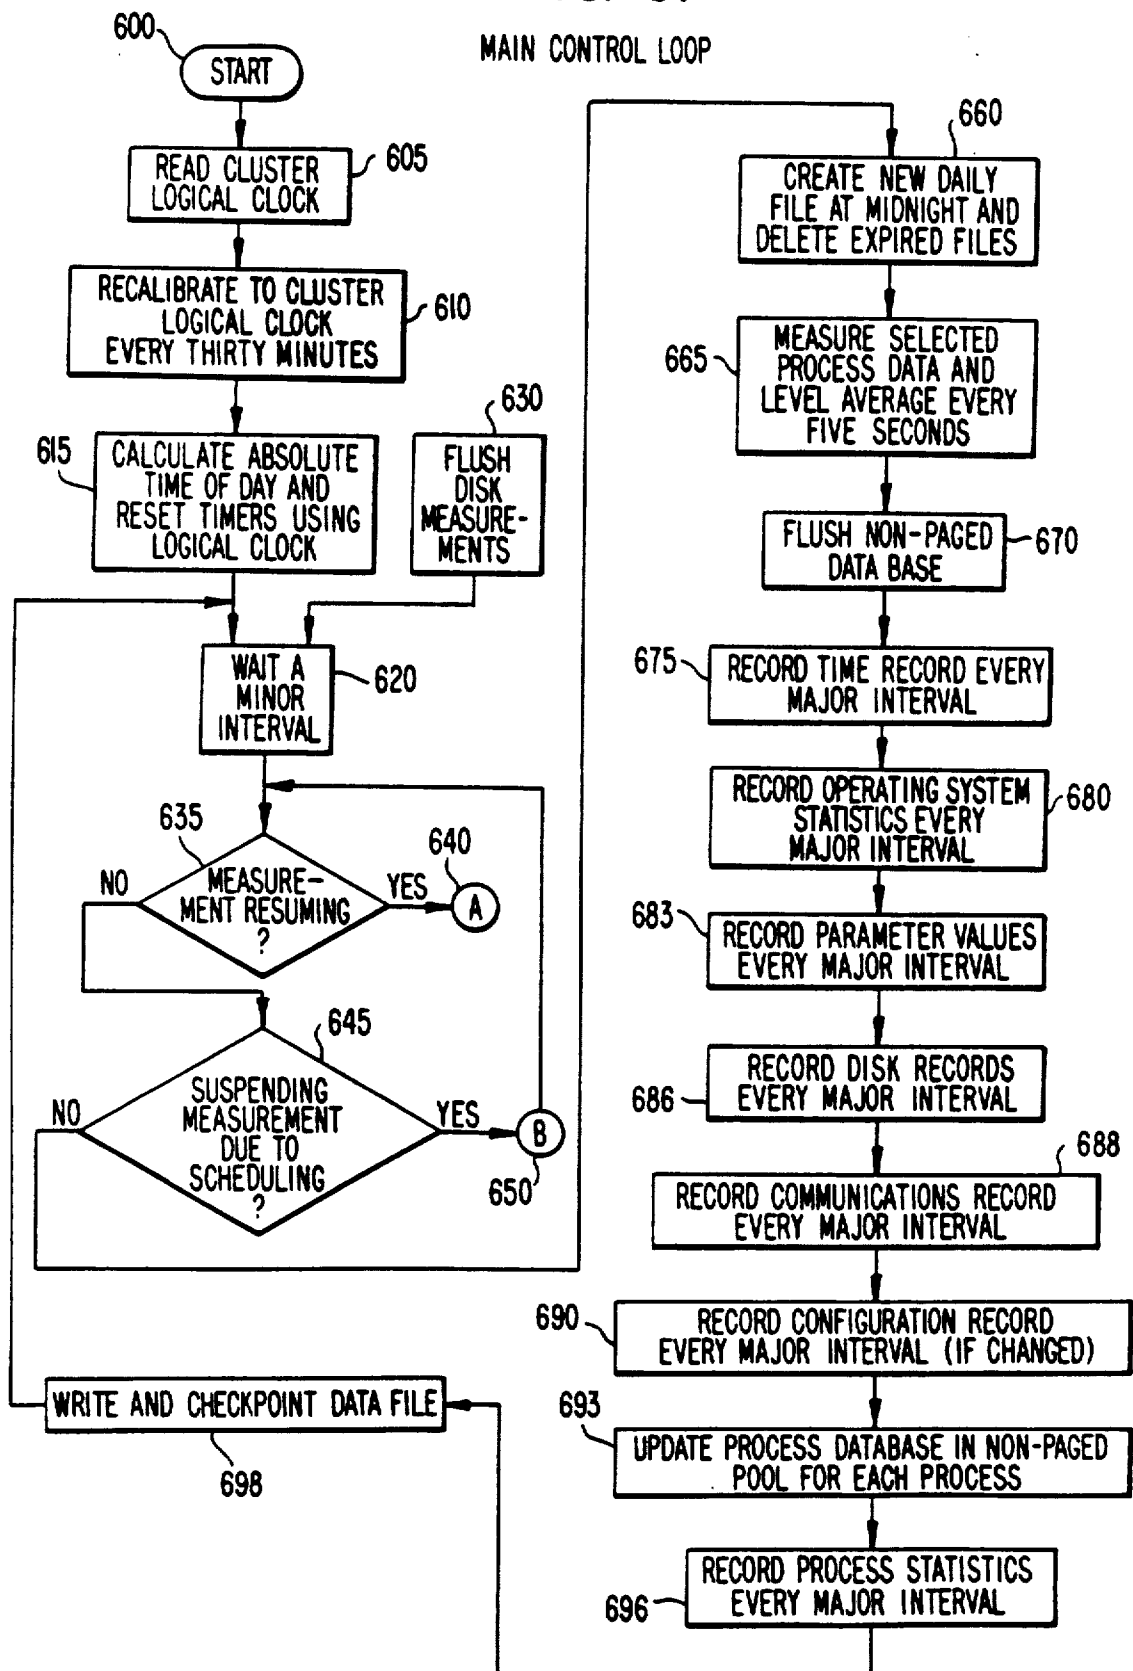 MAIN CONTROL LOOP
600
START
READ CLUSTER
LOGICAL CLOCK
605
RECALIBRATE TO CLUSTER
LOGICAL CLOCK
EVERY THIRTY MINUTES
610
615
CALCULATE ABSOLUTE
TIME OF DAY AND
RESET TIMERS USING
LOGICAL CLOCK
630
FLUSH
DISK
MEASURE-
MENTS
WAIT A
MINOR
INTERVAL
620
635
MEASURE-
MENT RESUMING
?
NO
YES
640
A
645
SUSPENDING
MEASUREMENT
DUE TO
SCHEDULING
?
NO
YES
B
650
660
CREATE NEW DAILY
FILE AT MIDNIGHT AND
DELETE EXPIRED FILES
665
MEASURE SELECTED
PROCESS DATA AND
LEVEL AVERAGE EVERY
FIVE SECONDS
FLUSH NON-PAGED
DATA BASE
670
675
RECORD TIME RECORD EVERY
MAJOR INTERVAL
RECORD OPERATING SYSTEM
STATISTICS EVERY
MAJOR INTERVAL
680
683
RECORD PARAMETER VALUES
EVERY MAJOR INTERVAL
686
RECORD DISK RECORDS
EVERY MAJOR INTERVAL
688
RECORD COMMUNICATIONS RECORD
EVERY MAJOR INTERVAL
690
RECORD CONFIGURATION RECORD
EVERY MAJOR INTERVAL (IF CHANGED)
693
UPDATE PROCESS DATABASE IN NON-PAGED
POOL FOR EACH PROCESS
696
RECORD PROCESS STATISTICS
EVERY MAJOR INTERVAL
WRITE AND CHECKPOINT DATA FILE
698